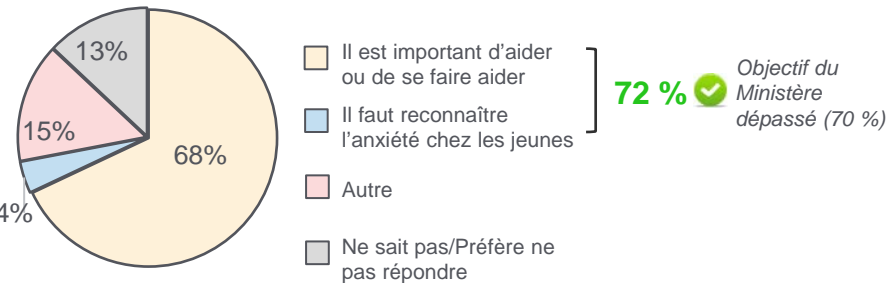 13%
15%
4%
68%
Il est important d’aider
ou de se faire aider
Il faut reconnaître
l’anxiété chez les jeunes
Autre
Ne sait pas/Préfère ne
pas répondre
72 %
Objectif du
Ministère
dépassé (70 %)